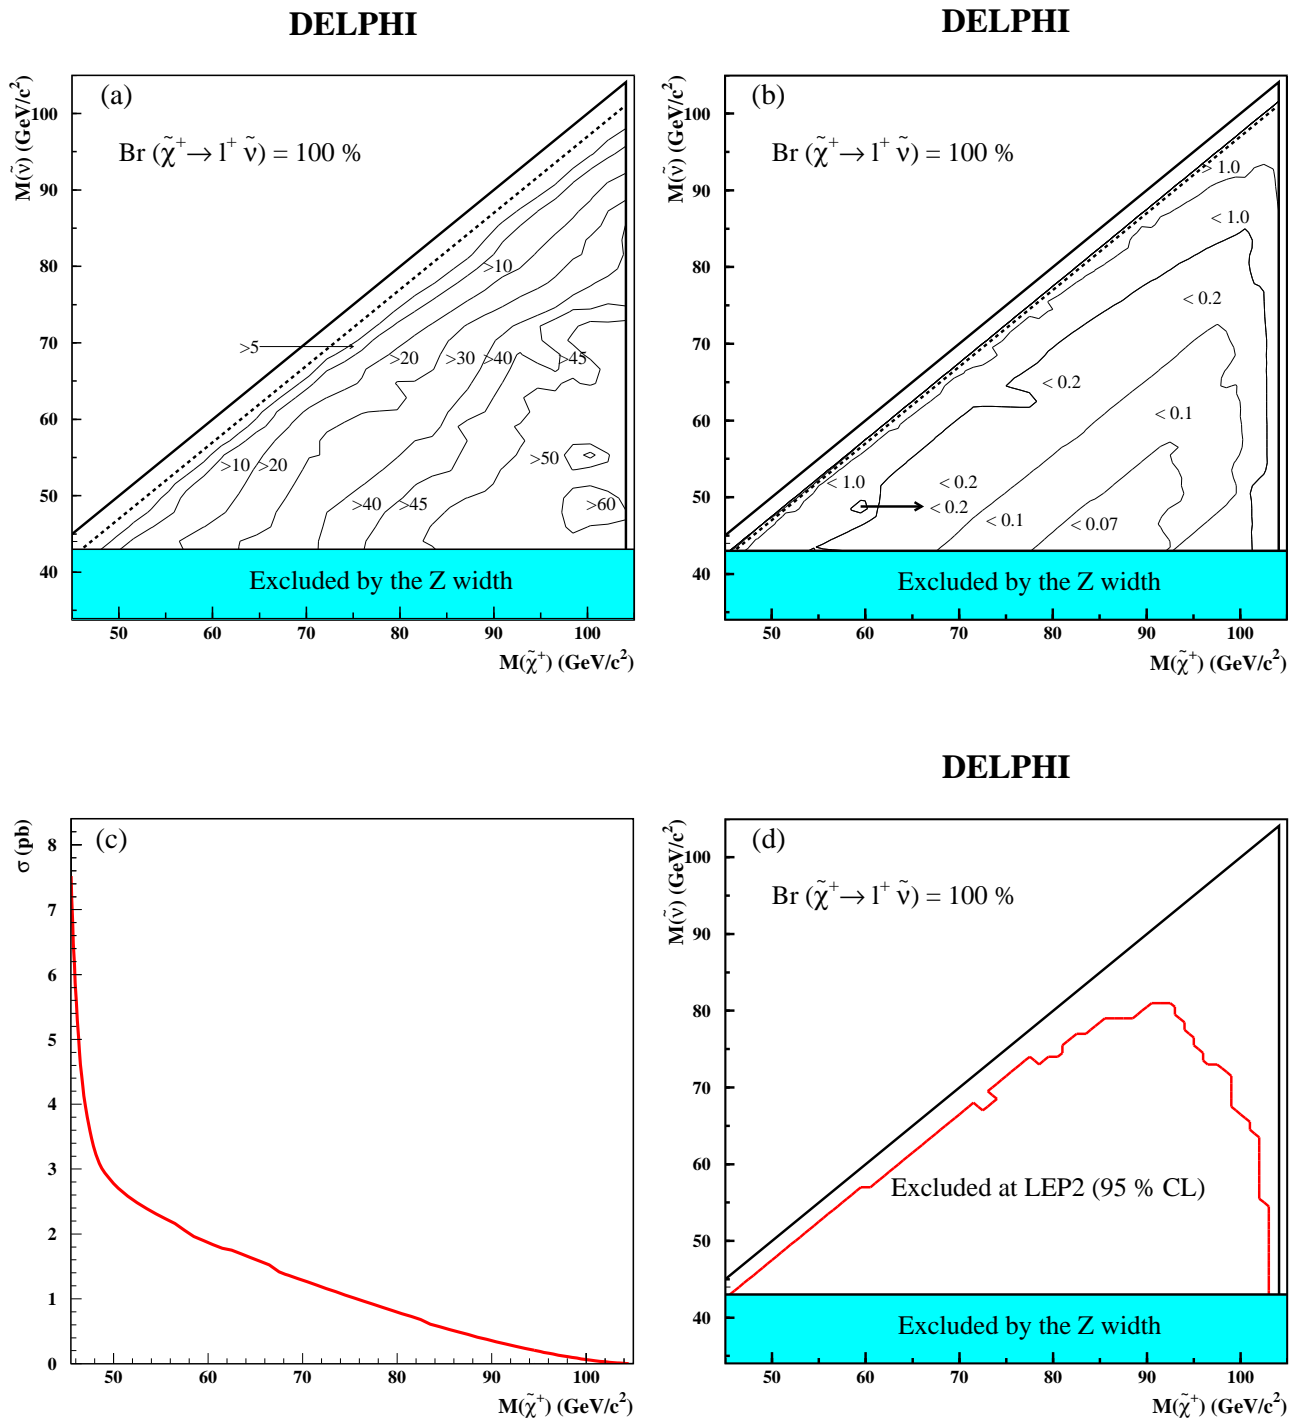 DELPHI
(a)
Br (χ̃⁺→ l⁺ ν̃) = 100 %
M(ν̃) (GeV/c²)
100
90
80
70
60
50
40
>5
>10
>20
>30
>40
>45
>10
>20
>40
>45
>50
>60
Excluded by the Z width
50 60 70 80 90 100
M(χ̃⁺) (GeV/c²)
DELPHI
(b)
Br (χ̃⁺→ l⁺ ν̃) = 100 %
M(ν̃) (GeV/c²)
100
90
80
70
60
50
40
> 1.0
< 1.0
< 0.2
< 0.2
< 0.1
< 1.0
< 0.2
< 0.2
< 0.1
< 0.07
Excluded by the Z width
50 60 70 80 90 100
M(χ̃⁺) (GeV/c²)
(c)
σ (pb)
8
7
6
5
4
3
2
1
0
50 60 70 80 90 100
M(χ̃⁺) (GeV/c²)
DELPHI
(d)
Br (χ̃⁺→ l⁺ ν̃) = 100 %
M(ν̃) (GeV/c²)
100
90
80
70
60
50
40
Excluded at LEP2 (95 % CL)
Excluded by the Z width
50 60 70 80 90 100
M(χ̃⁺) (GeV/c²)